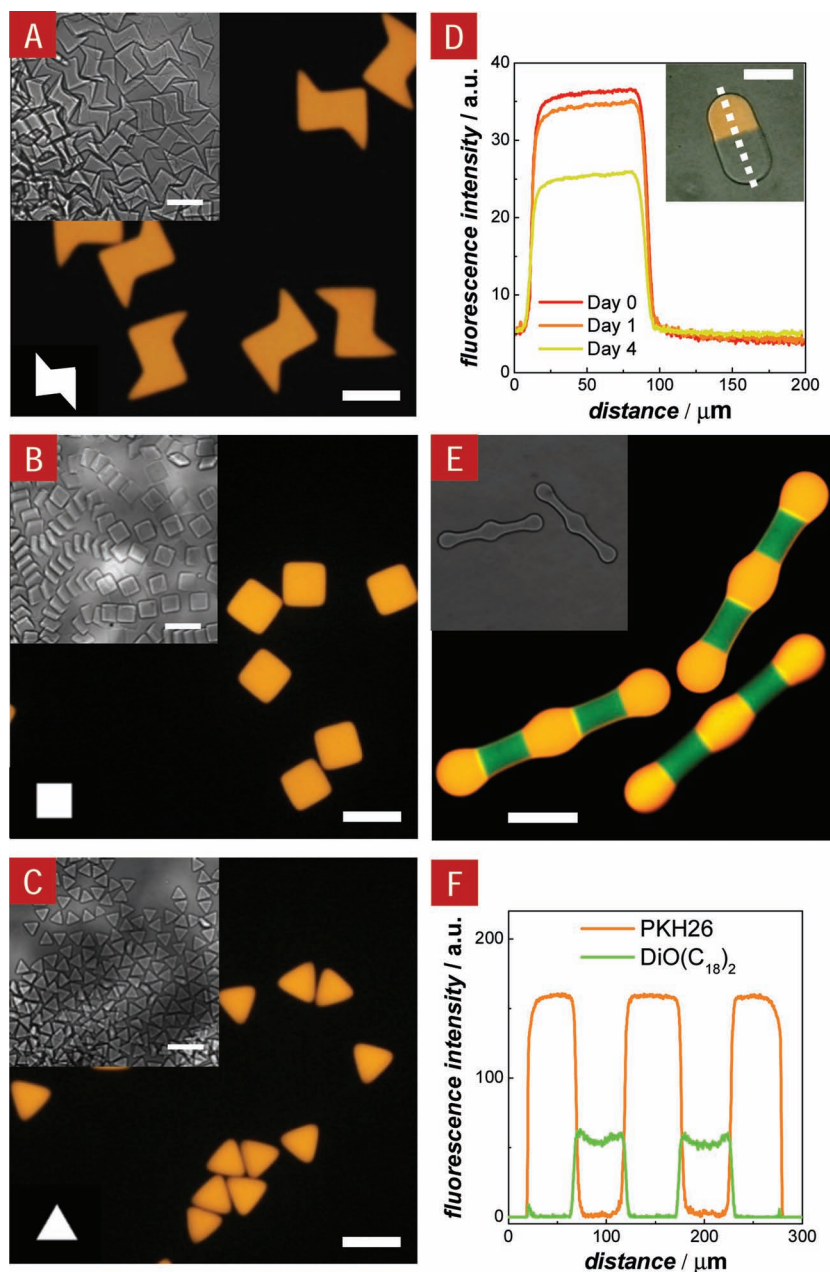 A
B
C
D
fluorescence intensity / a.u.
40
30
20
10
0
Day 0
Day 1
Day 4
0
50
100
150
200
distance / μm
E
F
fluorescence intensity / a.u.
200
100
0
PKH26
DiO(C₁₈)₂
0
100
200
300
distance / μm